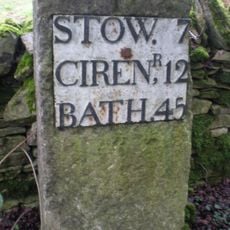 STOW. 7
CIRENR. 12
BATH. 45